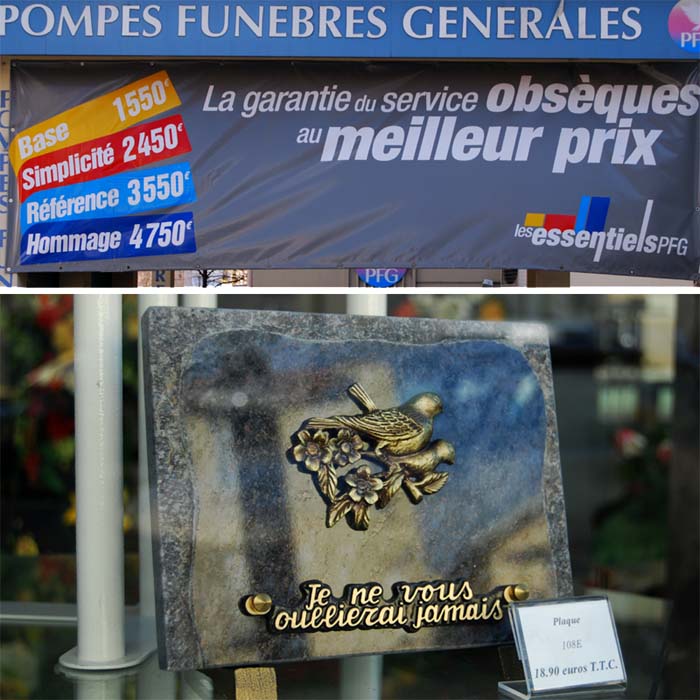 POMPES FUNEBRES GENERALES
PFG
La garantie du service obsèques
au meilleur prix
Base 1550€
Simplicité 2450€
Référence 3550€
Hommage 4750€
les essentiels PFG
PFG
Je ne vous
oublierai jamais
Plaque
108E
18.90 euros T.T.C.